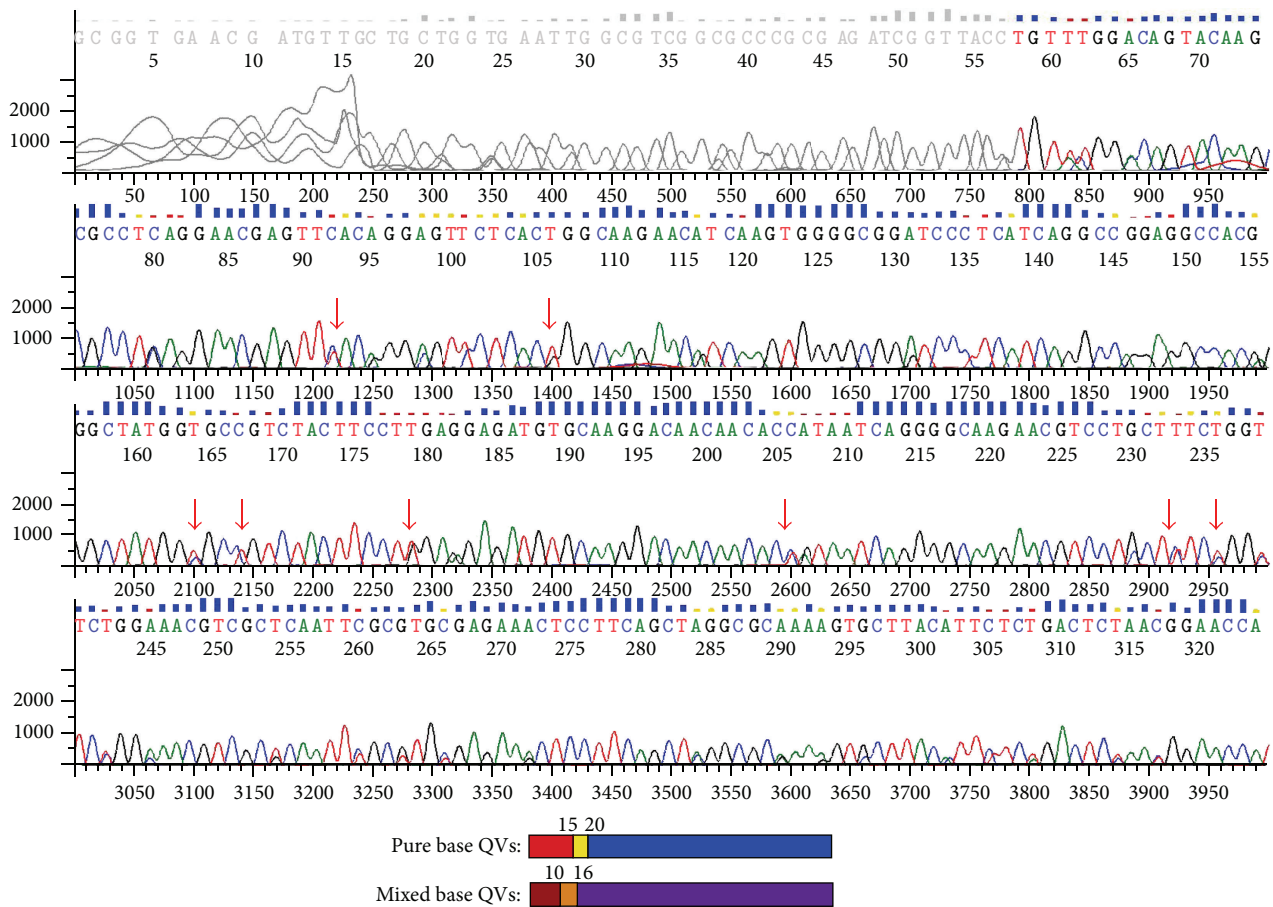 GCGG T GA ACG ATGTTGCTGCTGGTGAATTGGCGTCGGCGCCCGCGAGATCGGTTACCTGTTTGGACAGTACAAG
5 10 15 20 25 30 35 40 45 50 55 60 65 70
2000
1000
50 100 150 200 250 300 350 400 450 500 550 600 650 700 750 800 850 900 950
CGCCTCAGGAACGAGTTCACAGGAGTTCTCACTGGCAAGAACATCAAGTGGGGCGGATCCCTCATCAGGCCGGAGGCCACG
80 85 90 95 100 105 110 115 120 125 130 135 140 145 150 155
2000
1000
1050 1100 1150 1200 1250 1300 1350 1400 1450 1500 1550 1600 1650 1700 1750 1800 1850 1900 1950
GGCTATGGTGCCGTCTACTTCCTTGAGGAGATGTGCAAGGACAACAACACCATAATCAGGGGCAAGAACGTCCTGCTTTCTGGT
160 165 170 175 180 185 190 195 200 205 210 215 220 225 230 235
2000
1000
2050 2100 2150 2200 2250 2300 2350 2400 2450 2500 2550 2600 2650 2700 2750 2800 2850 2900 2950
TCTGGAAACGTCGCTCAATTCGCGTGCGAGAAACTCCTTCAGCTAGGCGCAAAAGTGCTTACATTCTCTGACTCTAACGGAACCA
245 250 255 260 265 270 275 280 285 290 295 300 305 310 315 320
2000
1000
3050 3100 3150 3200 3250 3300 3350 3400 3450 3500 3550 3600 3650 3700 3750 3800 3850 3900 3950
15 20
Pure base QVs:
10 16
Mixed base QVs: